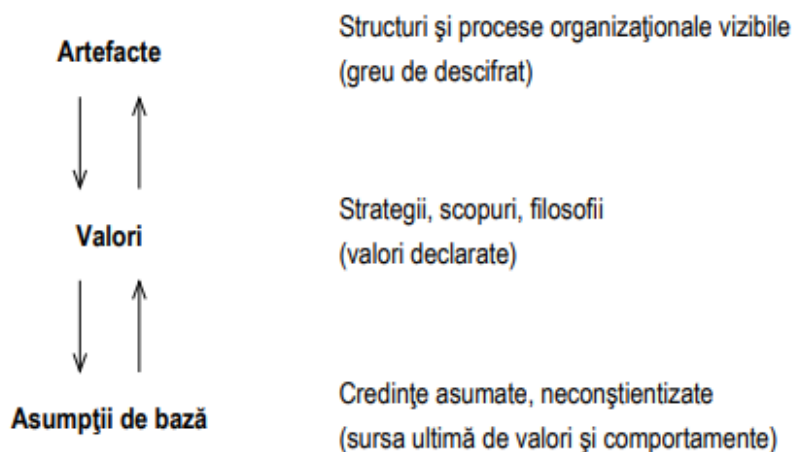 Artefacte
Structuri şi procese organizaţionale vizibile
(greu de descifrat)
Valori
Strategii, scopuri, filosofii
(valori declarate)
Asumpţii de bază
Credinţe asumate, neconştientizate
(sursa ultimă de valori şi comportamente)